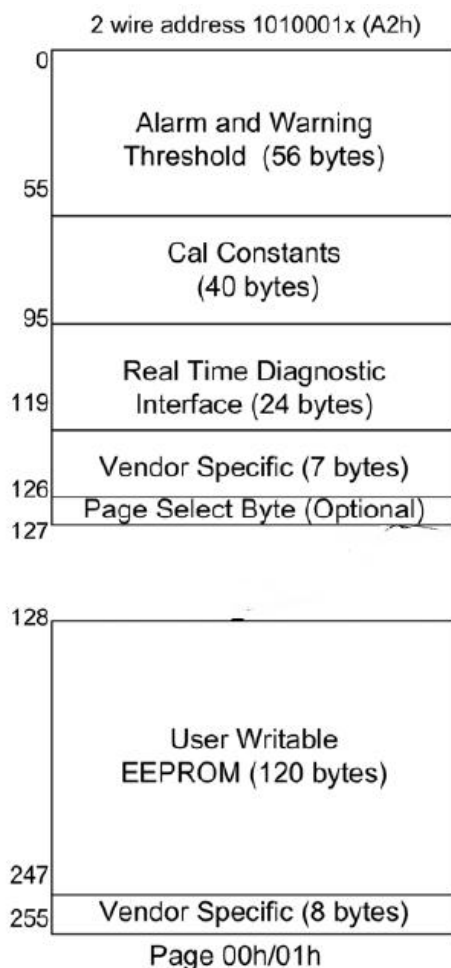 2 wire address 1010001x (A2h)
0
Alarm and Warning
Threshold (56 bytes)
55
Cal Constants
(40 bytes)
95
Real Time Diagnostic
119
Interface (24 bytes)
Vendor Specific (7 bytes)
126
Page Select Byte (Optional)
127
128
User Writable
EEPROM (120 bytes)
247
Vendor Specific (8 bytes)
255
Page 00h/01h